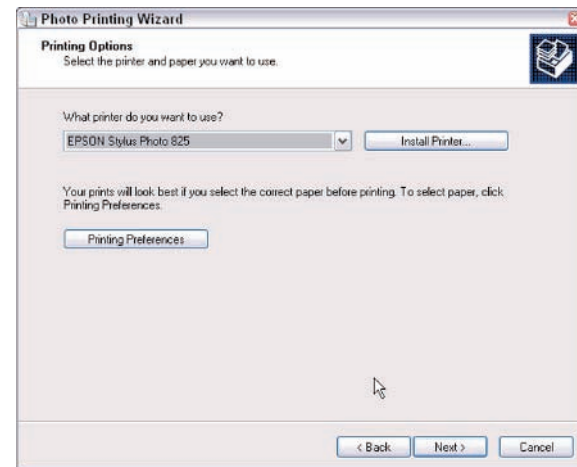 Photo Printing Wizard
Printing Options
Select the printer and paper you want to use.
What printer do you want to use?
EPSON Stylus Photo 825
Install Printer...
Your prints will look best if you select the correct paper before printing. To select paper, click
Printing Preferences.
Printing Preferences
< Back
Next >
Cancel